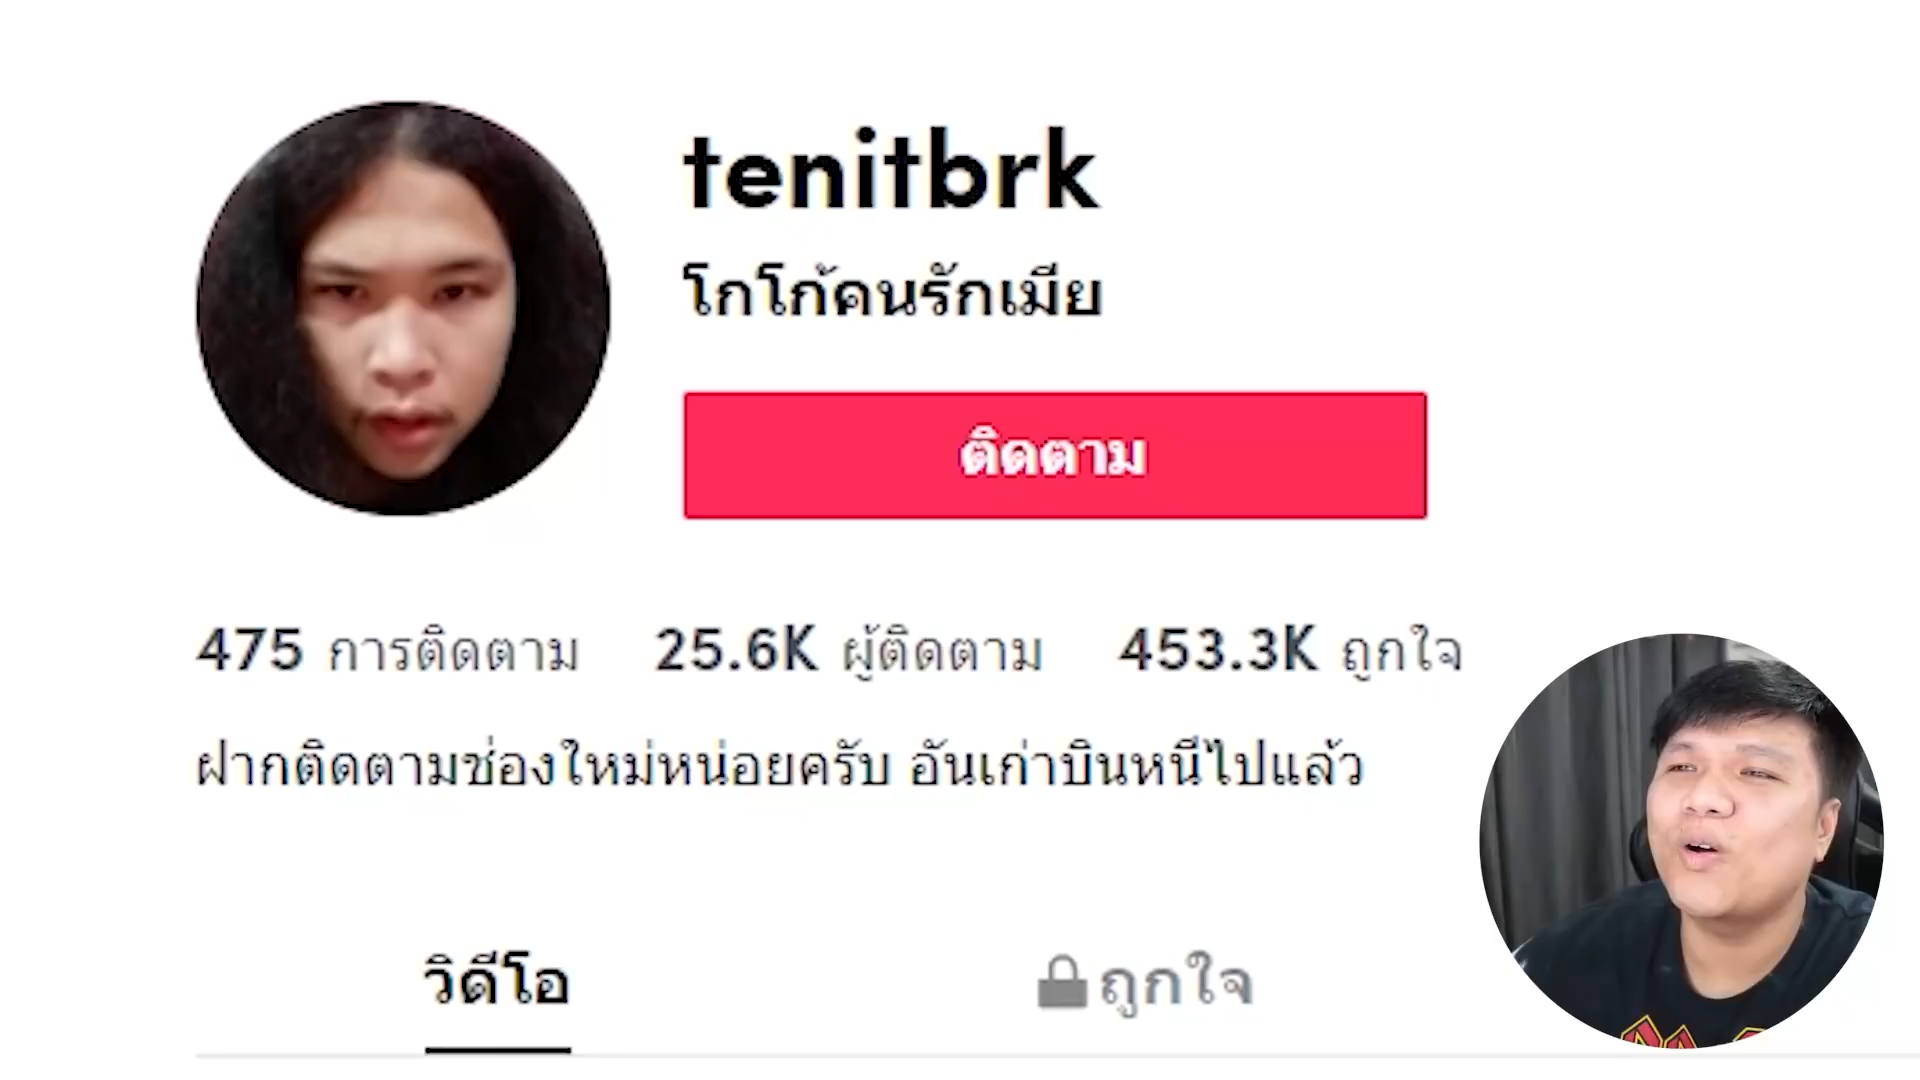 tenitbrk
โกโก้คนรักเมีย
ติดตาม
475 การติดตาม 25.6K ผู้ติดตาม 453.3K ถูกใจ
ฝากติดตามช่องใหม่หน่อยครับ อันเก่าบินหนีไปแล้ว
วิดีโอ ถูกใจ